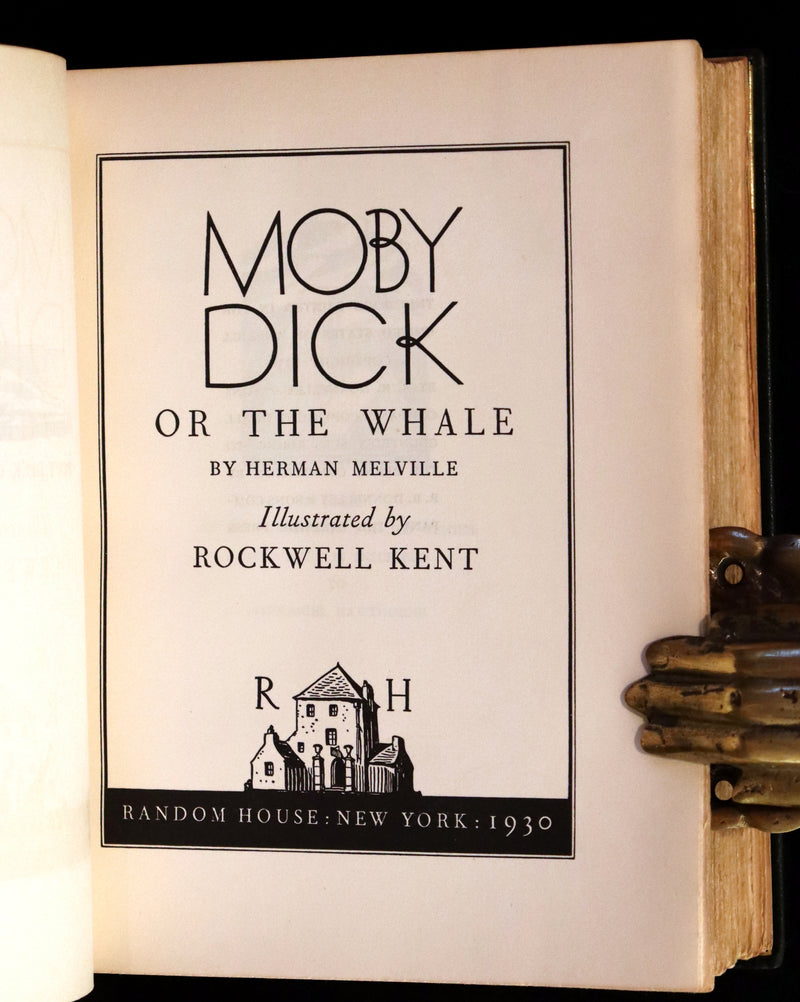 MOBY
DICK
OR THE WHALE
BY HERMAN MELVILLE
Illustrated by
ROCKWELL KENT
R H
RANDOM HOUSE : NEW YORK : 1930